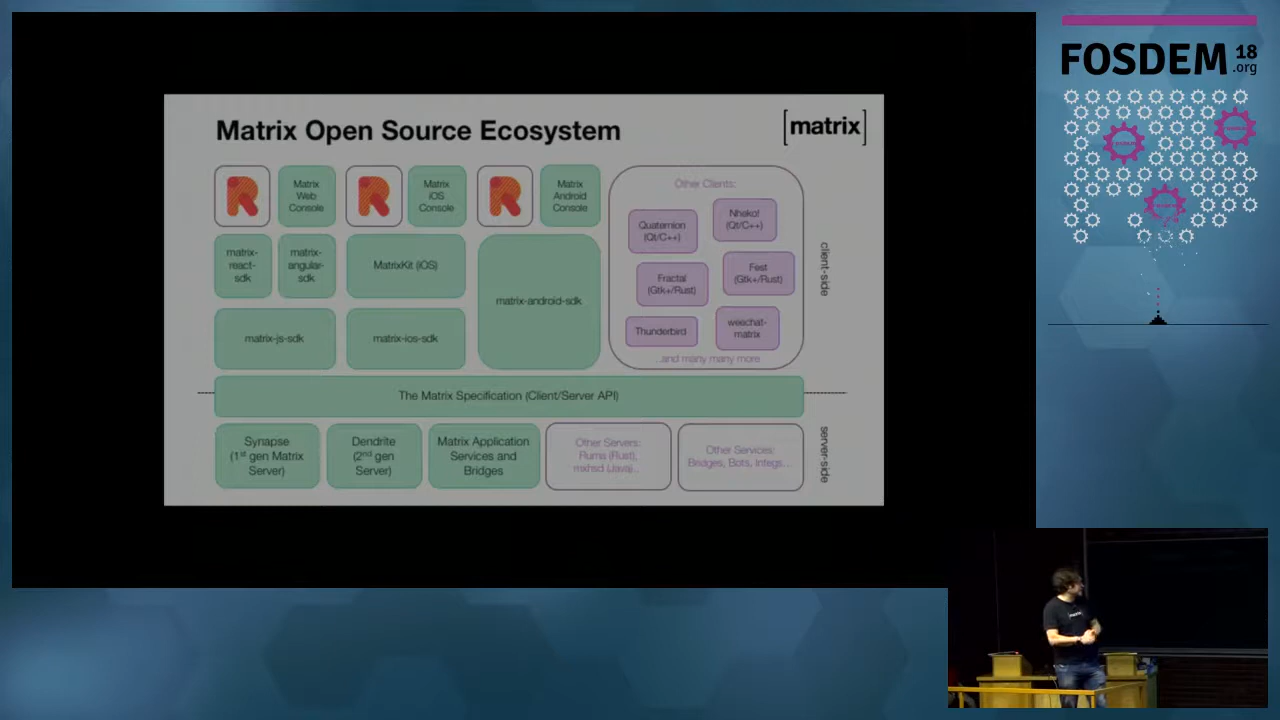 Matrix Open Source Ecosystem
[matrix]
FOSDEM 18
.org
R
Matrix
Web
Console
R
Matrix
iOS
Console
R
Matrix
Android
Console
matrix-
react-
sdk
matrix-
angular-
sdk
MatrixKit (iOS)
matrix-android-sdk
matrix-js-sdk
matrix-ios-sdk
Other Clients:
Quaternion
(Qt/C++)
Nheko!
(Qt/C++)
Fractal
(Gtk+/Rust)
Fest
(Gtk+/Rust)
Thunderbird
weechat-
matrix
...and many many more
client-side
The Matrix Specification (Client/Server API)
Synapse
(1st gen Matrix
Server)
Dendrite
(2nd gen
Server)
Matrix Application
Services and
Bridges
Other Servers:
Ruma (Rust),
mxhsd (Java)...
Other Services:
Bridges, Bots, Integs...
server-side